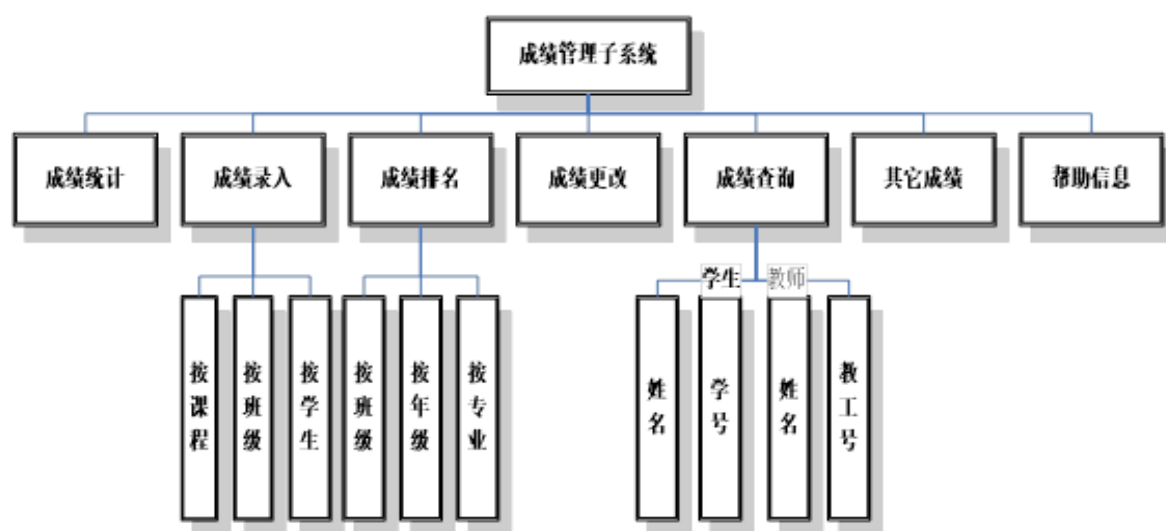 成绩管理子系统
成绩统计
成绩录入
成绩排名
成绩更改
成绩查询
其它成绩
帮助信息
学生
教师
按课程
按班级
按学生
按班级
按年级
按专业
姓名
学号
姓名
教工号